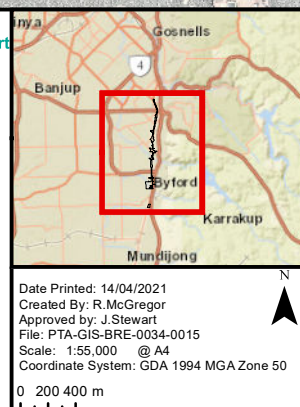 inya
Gosnells
rt
4
Banjup
Byford
Karrakup
Mundijong
Date Printed: 14/04/2021
Created By: R.McGregor
Approved by: J.Stewart
File: PTA-GIS-BRE-0034-0015
Scale: 1:55,000 @ A4
Coordinate System: GDA 1994 MGA Zone 50
N
0 200 400 m